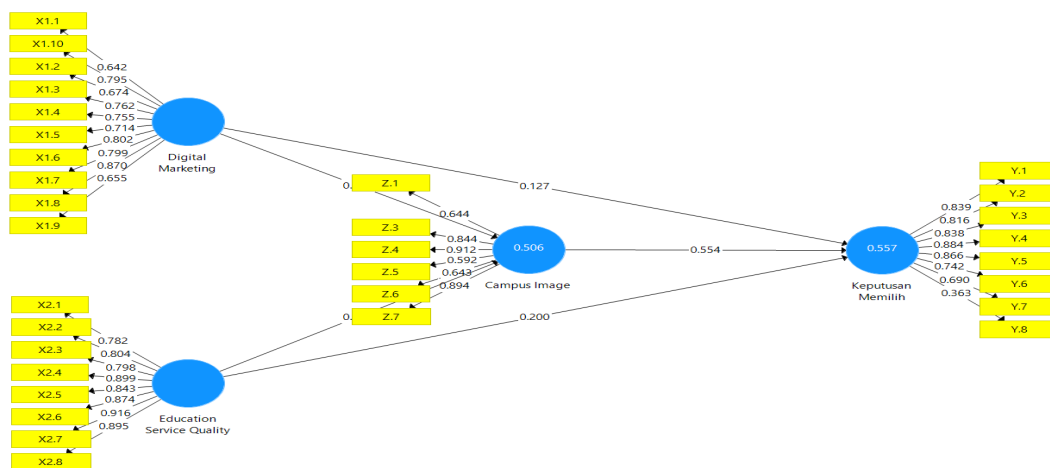 X1.1
X1.10
X1.2
X1.3
X1.4
X1.5
X1.6
X1.7
X1.8
X1.9
0.642
0.795
0.674
0.762
0.755
0.714
0.802
0.799
0.870
0.655
Digital
Marketing
X2.1
X2.2
X2.3
X2.4
X2.5
X2.6
X2.7
X2.8
0.782
0.804
0.798
0.899
0.843
0.874
0.916
0.895
Education
Service Quality
Z.1
Z.3
Z.4
Z.5
Z.6
Z.7
0.644
0.844
0.912
0.592
0.643
0.894
0.506
Campus Image
0.127
0.554
0.200
0.557
Keputusan
Memilih
0.839
0.816
0.838
0.884
0.866
0.742
0.690
0.363
Y.1
Y.2
Y.3
Y.4
Y.5
Y.6
Y.7
Y.8